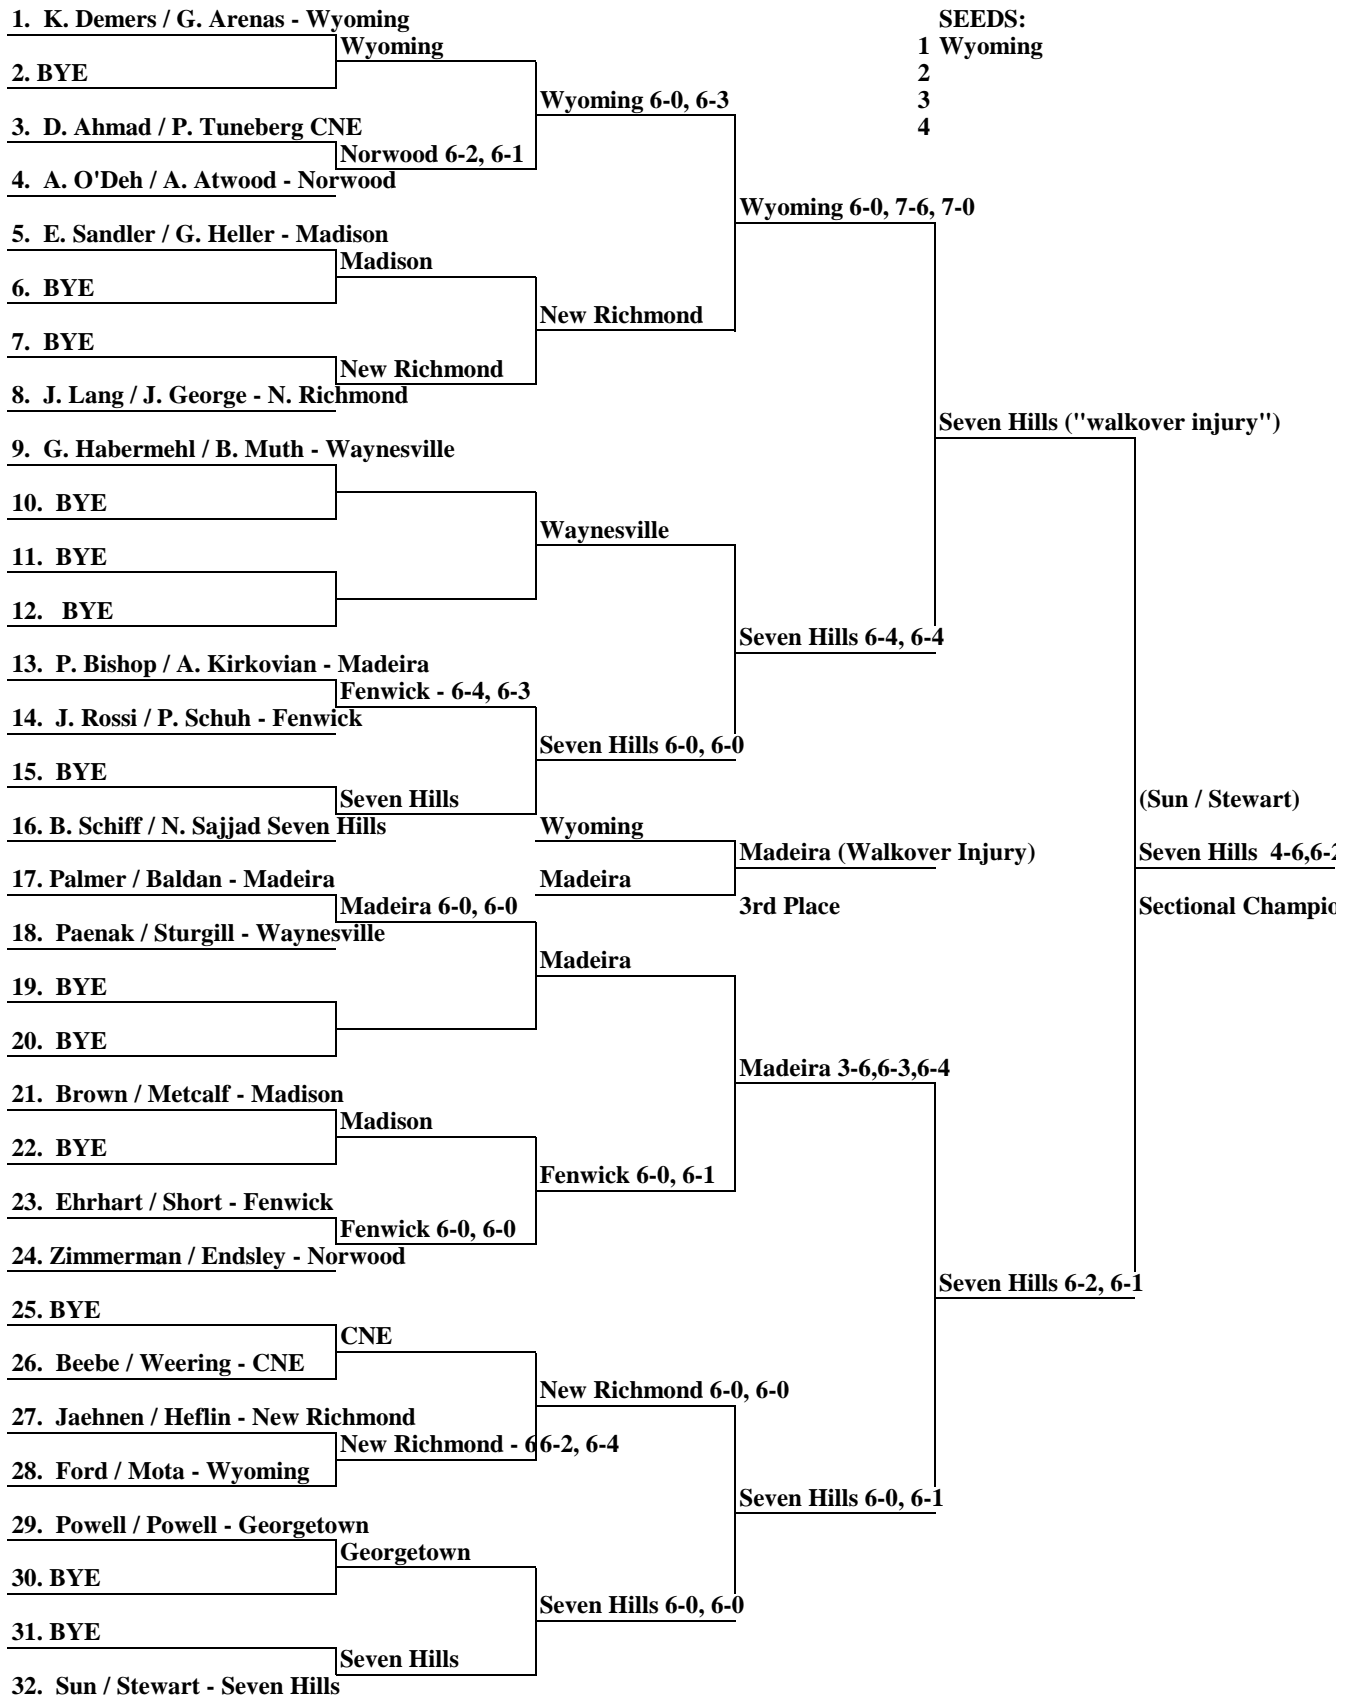 1. K. Demers / G. Arenas - Wyoming
SEEDS:
Wyoming
1 Wyoming
2. BYE
2
Wyoming 6-0, 6-3
3
3. D. Ahmad / P. Tuneberg CNE
4
Norwood 6-2, 6-1
4. A. O'Deh / A. Atwood - Norwood
Wyoming 6-0, 7-6, 7-0
5. E. Sandler / G. Heller - Madison
Madison
6. BYE
New Richmond
7. BYE
New Richmond
8. J. Lang / J. George - N. Richmond
Seven Hills ("walkover injury")
9. G. Habermehl / B. Muth - Waynesville
10. BYE
Waynesville
11. BYE
12. BYE
Seven Hills 6-4, 6-4
13. P. Bishop / A. Kirkovian - Madeira
Fenwick - 6-4, 6-3
14. J. Rossi / P. Schuh - Fenwick
Seven Hills 6-0, 6-0
15. BYE
Seven Hills
(Sun / Stewart)
16. B. Schiff / N. Sajjad Seven Hills
Wyoming
Madeira (Walkover Injury)
Seven Hills 4-6,6-2
17. Palmer / Baldan - Madeira
Madeira
Madeira 6-0, 6-0
3rd Place
Sectional Champio
18. Paenak / Sturgill - Waynesville
Madeira
19. BYE
20. BYE
Madeira 3-6,6-3,6-4
21. Brown / Metcalf - Madison
Madison
22. BYE
Fenwick 6-0, 6-1
23. Ehrhart / Short - Fenwick
Fenwick 6-0, 6-0
24. Zimmerman / Endsley - Norwood
Seven Hills 6-2, 6-1
25. BYE
CNE
26. Beebe / Weering - CNE
New Richmond 6-0, 6-0
27. Jaehnen / Heflin - New Richmond
New Richmond - 6 6-2, 6-4
28. Ford / Mota - Wyoming
Seven Hills 6-0, 6-1
29. Powell / Powell - Georgetown
Georgetown
30. BYE
Seven Hills 6-0, 6-0
31. BYE
Seven Hills
32. Sun / Stewart - Seven Hills